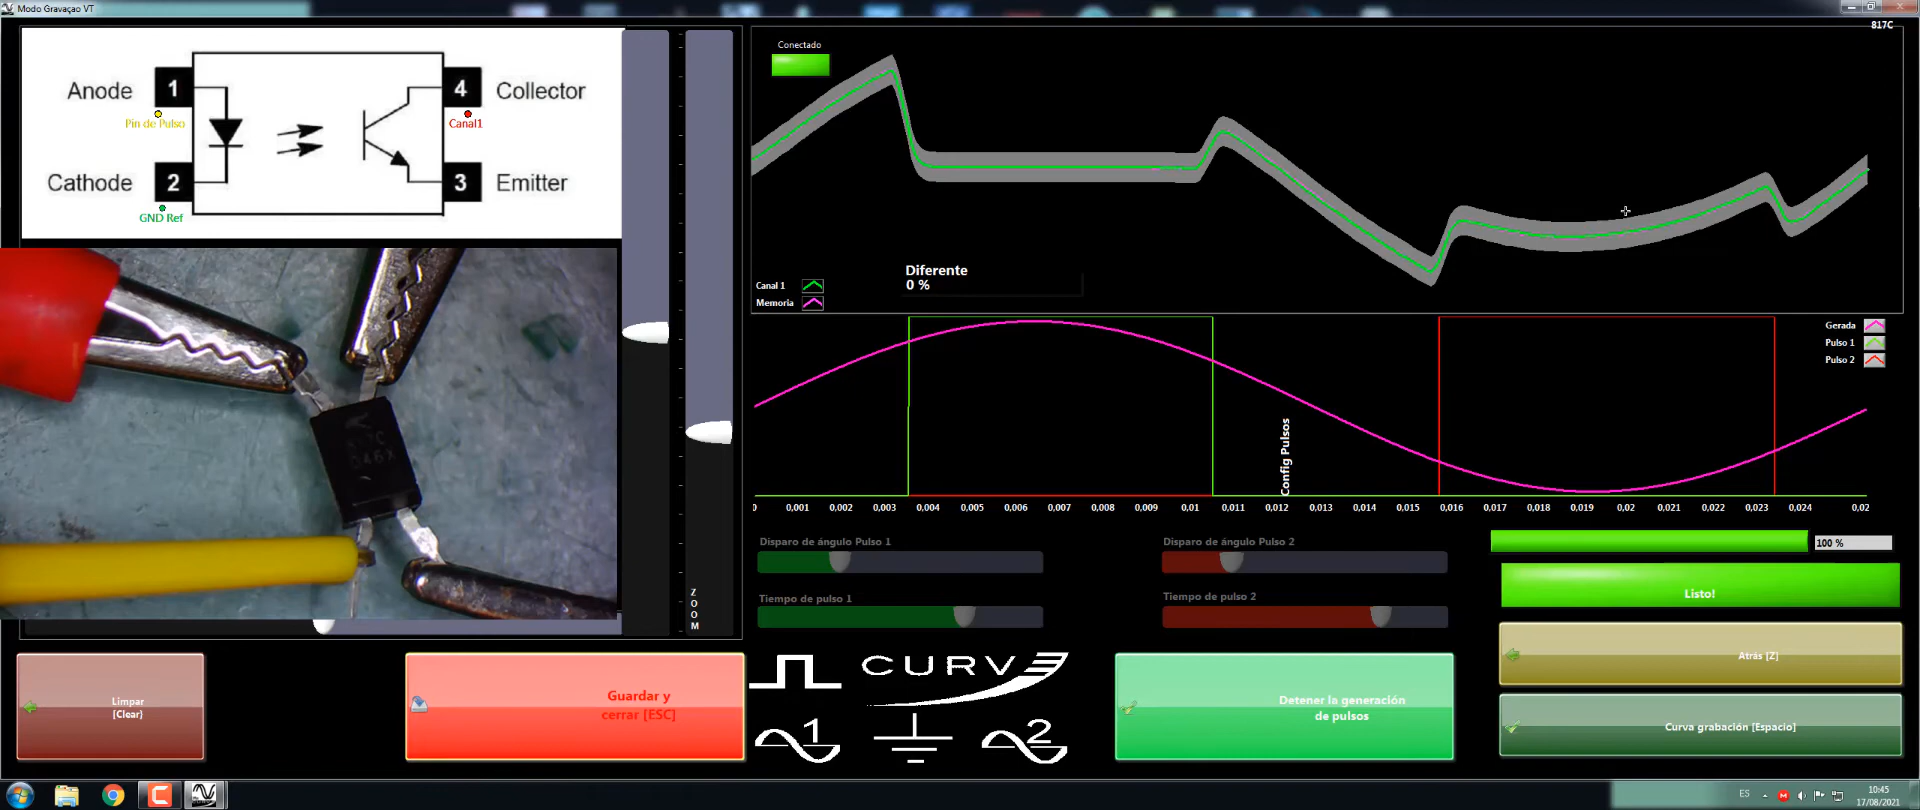 Modo Gravaçao VT
817C
Conectado
Anode
1
4
Collector
Pin de Pulso
Canal1
Cathode
2
3
Emitter
GND Ref
Diferente
0 %
Canal 1
Memoria
Gerada
Pulso 1
Pulso 2
Config Pulsos
0
0,001
0,002
0,003
0,004
0,005
0,006
0,007
0,008
0,009
0,01
0,011
0,012
0,013
0,014
0,015
0,016
0,017
0,018
0,019
0,02
0,021
0,022
0,023
0,024
0,02
Disparo de ángulo Pulso 1
Disparo de ángulo Pulso 2
100 %
Tiempo de pulso 1
Tiempo de pulso 2
Listo!
ZOOM
Limpar
[Clear}
Guardar y
cerrar [ESC]
CURVE
1
2
Detener la generación
de pulsos
Atrás [Z]
Curva grabación [Espacio]
ES
10:45
17/08/2021